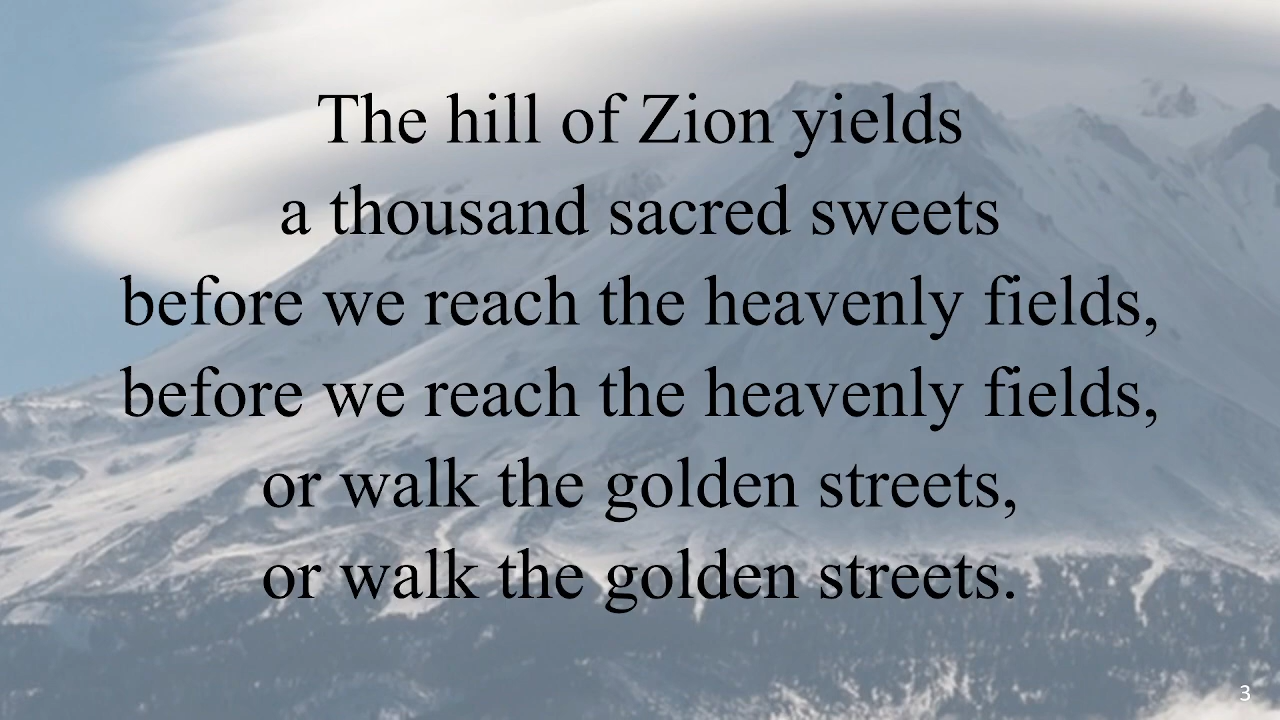 The hill of Zion yields
a thousand sacred sweets
before we reach the heavenly fields,
before we reach the heavenly fields,
or walk the golden streets,
or walk the golden streets.
3